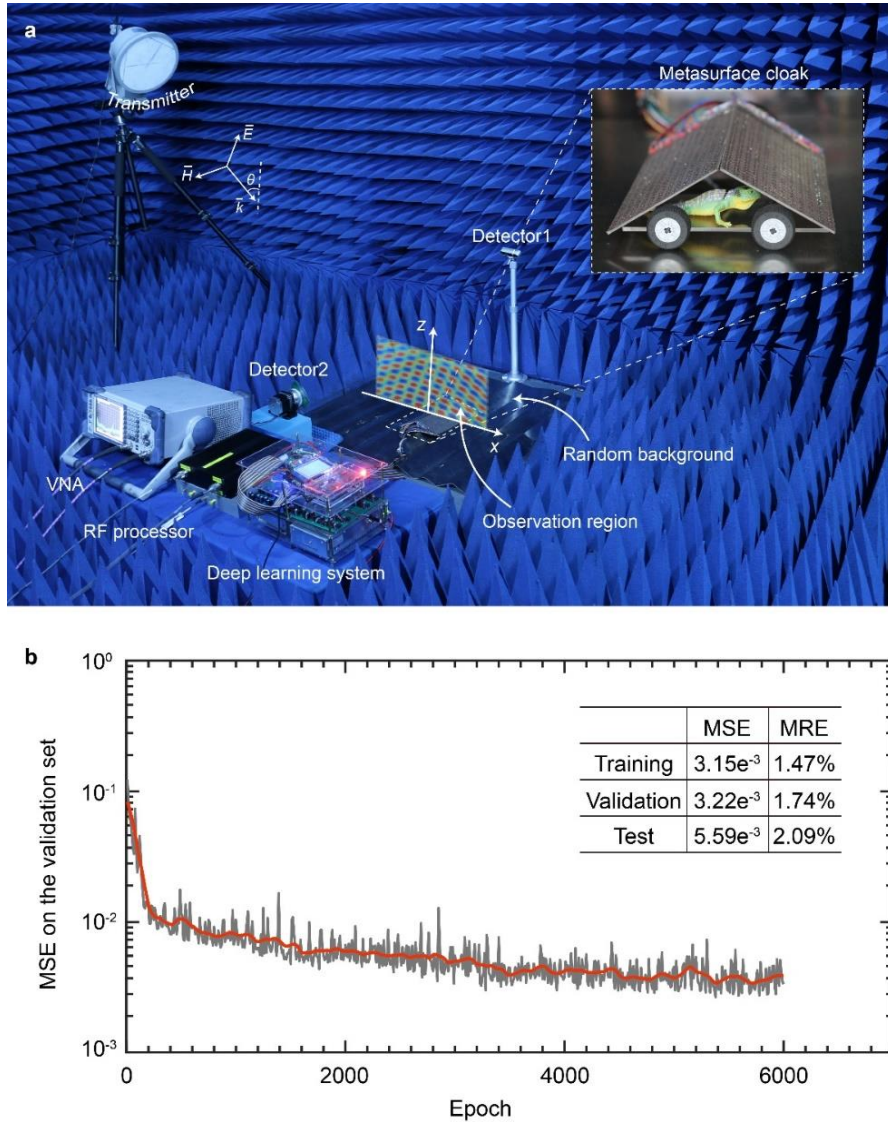 a
Transmitter
Metasurface cloak
E̅
H̅
θ
k̅
Detector1
z
Detector2
x
Random background
VNA
Observation region
RF processor
Deep learning system
b
10⁰
MSE MRE
Training 3.15e⁻³ 1.47%
10⁻¹
Validation 3.22e⁻³ 1.74%
Test 5.59e⁻³ 2.09%
MSE on the validation set
10⁻²
10⁻³
0 2000 4000 6000
Epoch